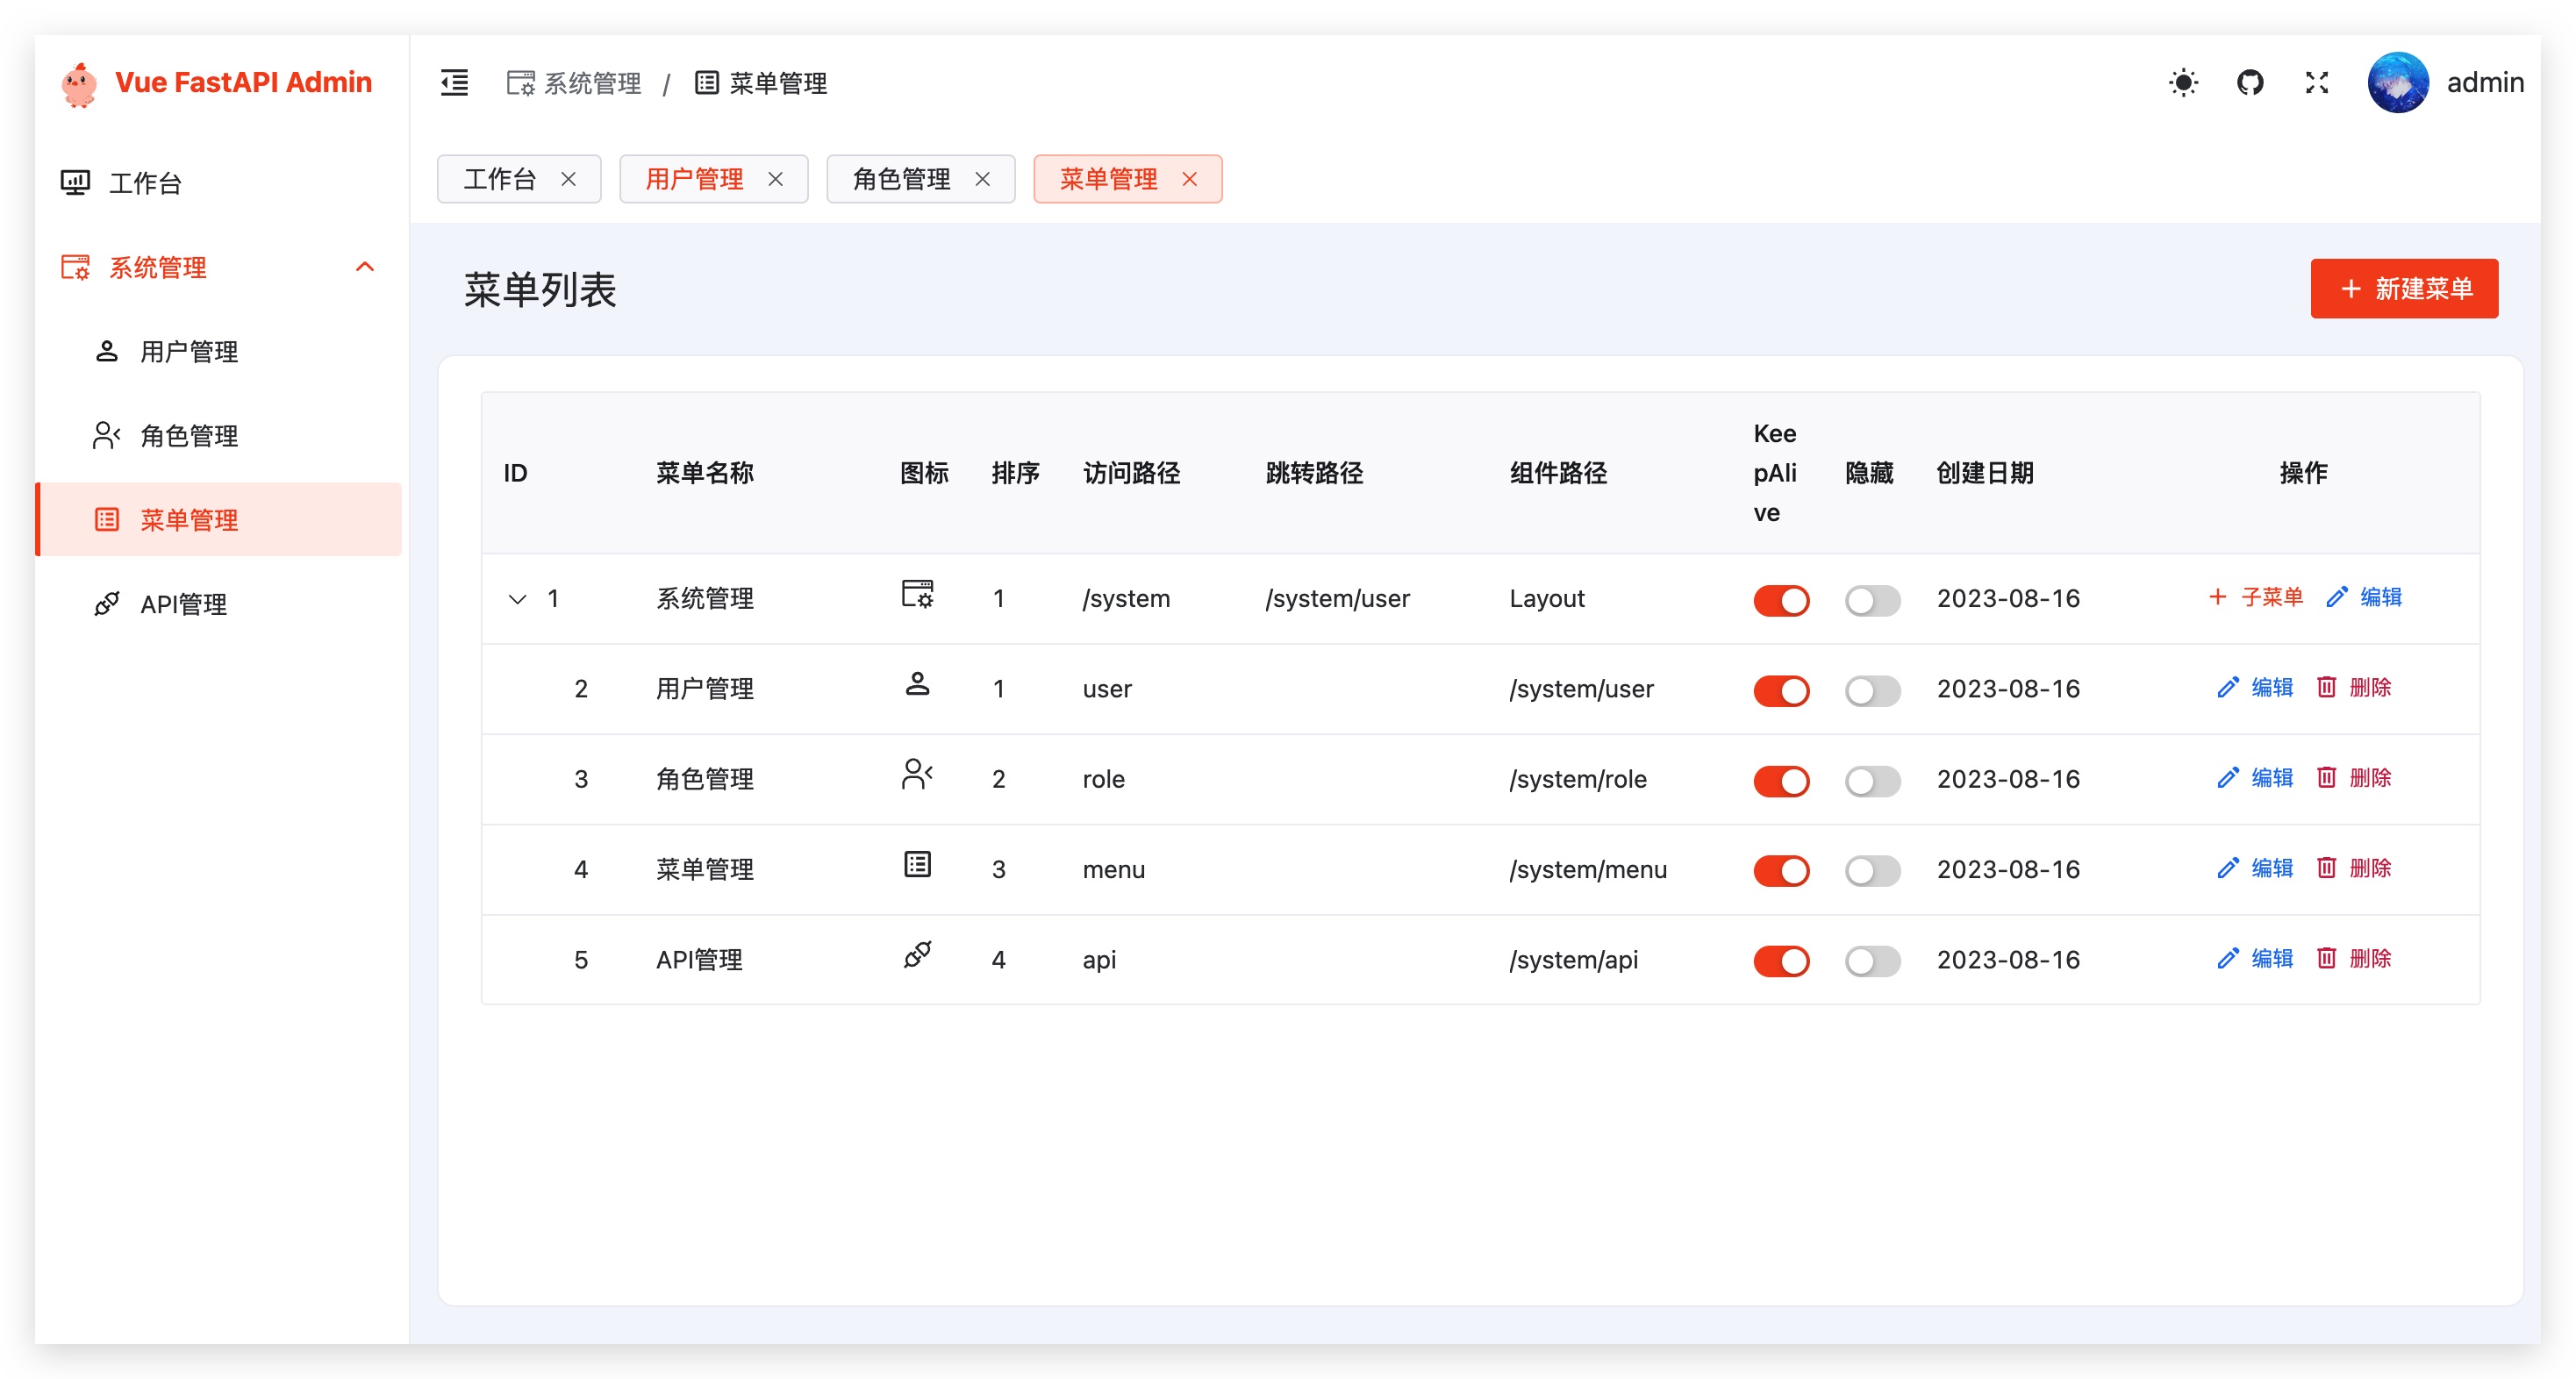 Vue FastAPI Admin
系统管理 / 菜单管理
admin
工作台
系统管理
用户管理
角色管理
菜单管理
API管理
工作台 用户管理 角色管理 菜单管理
菜单列表
新建菜单
ID 菜单名称 图标 排序 访问路径 跳转路径 组件路径 KeepAlive 隐藏 创建日期 操作
1 系统管理 1 /system /system/user Layout 2023-08-16 子菜单 编辑
2 用户管理 1 user /system/user 2023-08-16 编辑 删除
3 角色管理 2 role /system/role 2023-08-16 编辑 删除
4 菜单管理 3 menu /system/menu 2023-08-16 编辑 删除
5 API管理 4 api /system/api 2023-08-16 编辑 删除